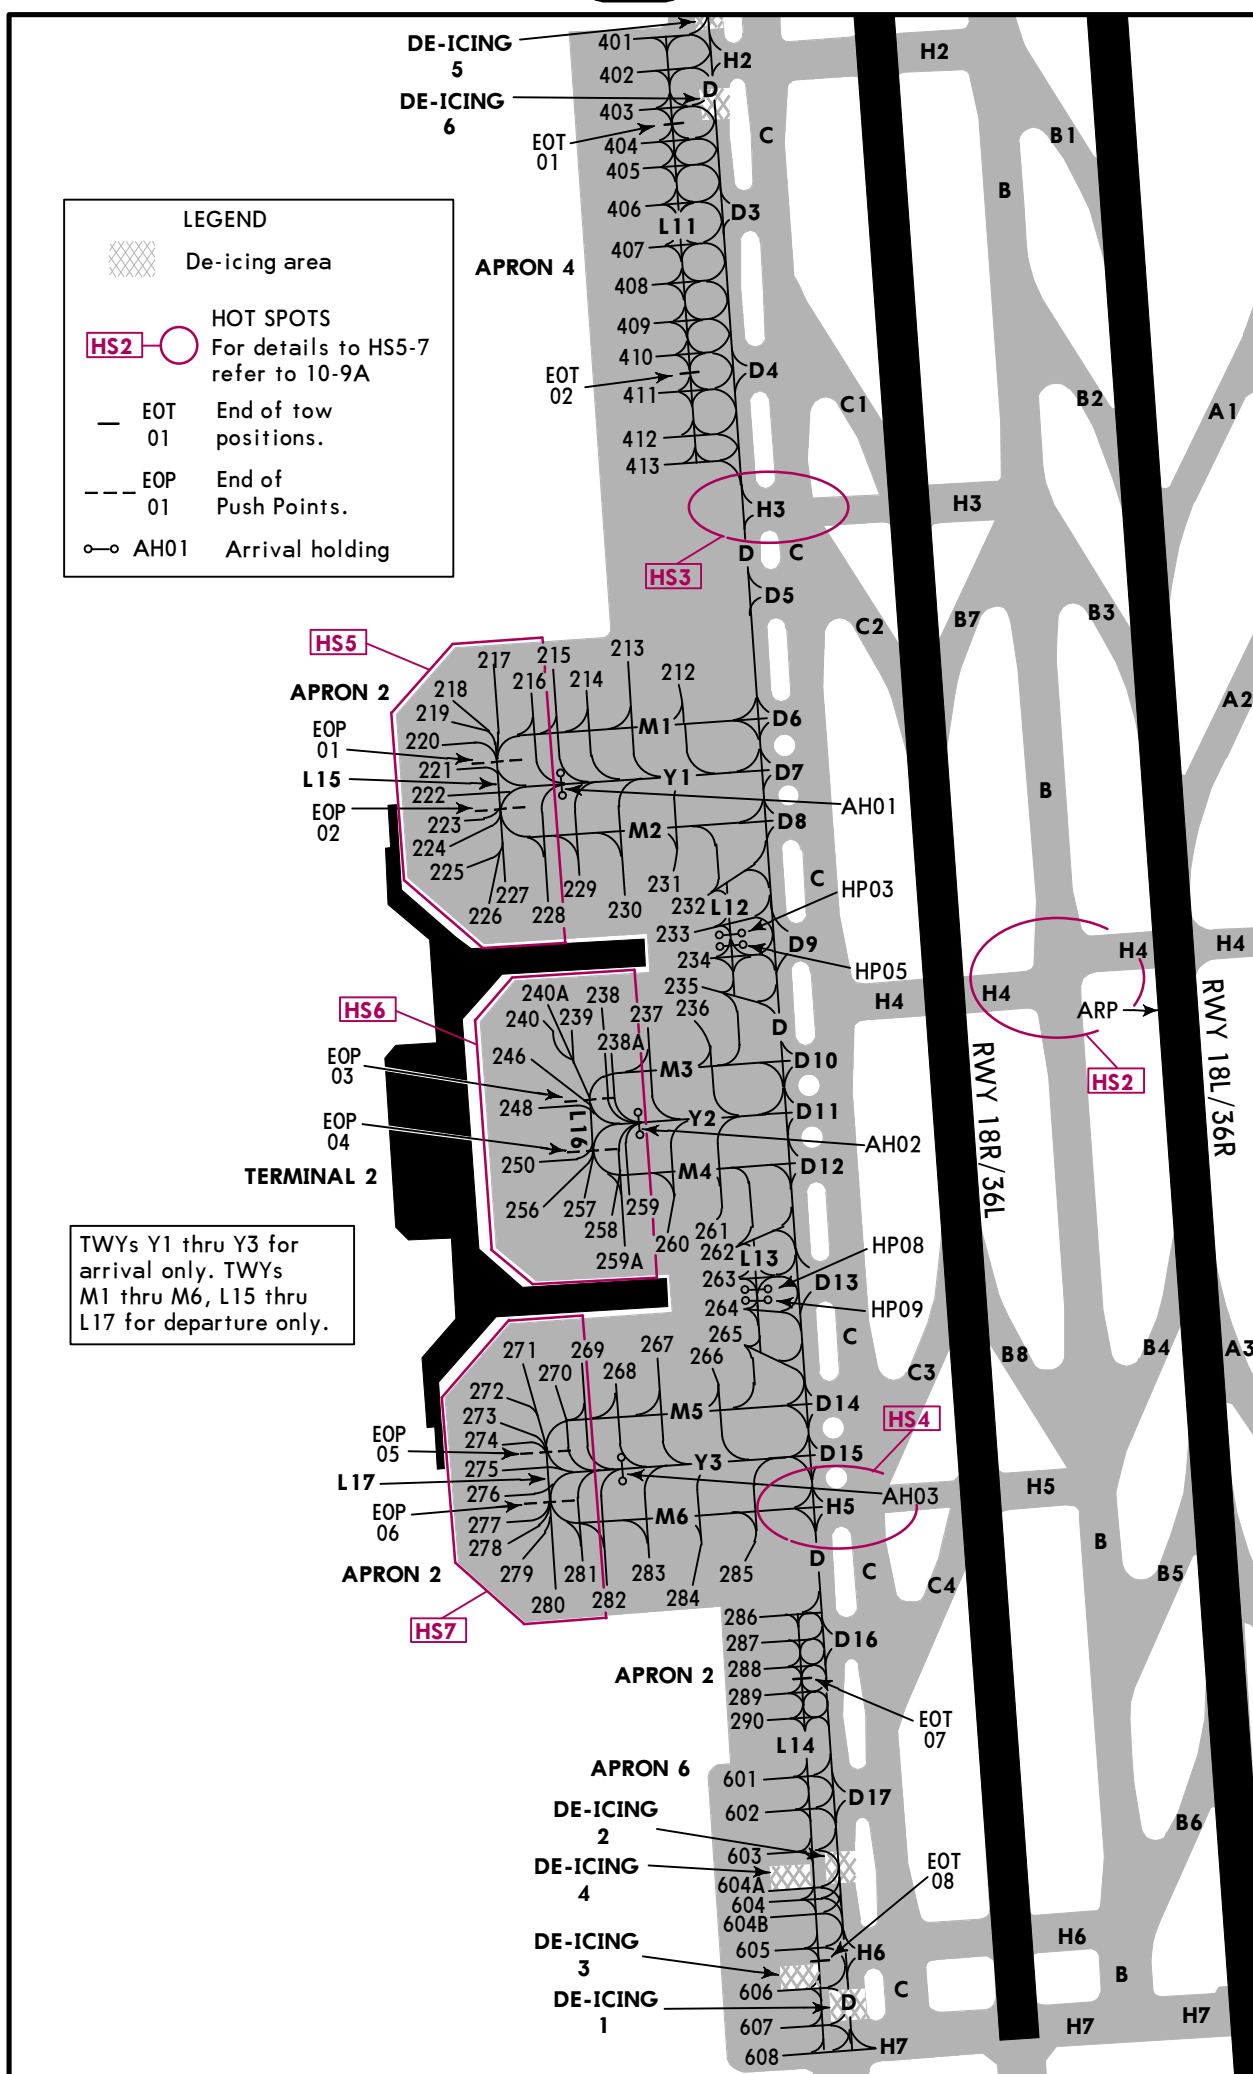 DE-ICING
5
401
402
H2
H2
D
DE-ICING
6
403
EOT
01
404
405
406
C
B1
B
D3
L11
407
408
409
410
411
412
413
APRON 4
EOT
02
D4
C1
B2
A1
LEGEND
De-icing area
HS2
HOT SPOTS
For details to HS5-7
refer to 10-9A
EOT
01
End of tow
positions.
EOP
01
End of
Push Points.
AH01
Arrival holding
H3
H3
HS3
D
C
D5
C2
B7
B3
A2
HS5
APRON 2
217
215
213
216
214
212
218
219
220
221
222
223
224
225
226
227
228
229
230
231
232
EOP
01
L15
EOP
02
M1
D6
Y1
D7
M2
D8
AH01
B
C
HP03
L12
233
234
235
D9
HP05
H4
H4
H4
H4
ARP
HS2
RWY 18R/36L
RWY 18L/36R
HS6
240A
238
240
239
237
236
238A
246
248
250
256
257
258
259
259A
260
261
262
EOP
03
EOP
04
L16
D
M3
D10
Y2
D11
AH02
M4
D12
TERMINAL 2
TWYs Y1 thru Y3 for
arrival only. TWYs
M1 thru M6, L15 thru
L17 for departure only.
L13
263
264
265
HP08
D13
HP09
C
C3
B8
B4
A3
271
269
267
270
268
266
272
273
274
275
276
277
278
279
280
281
282
283
284
285
EOP
05
L17
EOP
06
M5
D14
HS4
Y3
D15
AH03
M6
H5
H5
APRON 2
HS7
D
C
C4
B
B5
286
287
288
289
290
D16
APRON 2
EOT
07
L14
APRON 6
601
602
603
604A
604
604B
605
606
607
608
D17
DE-ICING
2
DE-ICING
4
EOT
08
B6
DE-ICING
3
H6
H6
DE-ICING
1
D
C
B
H7
H7
H7